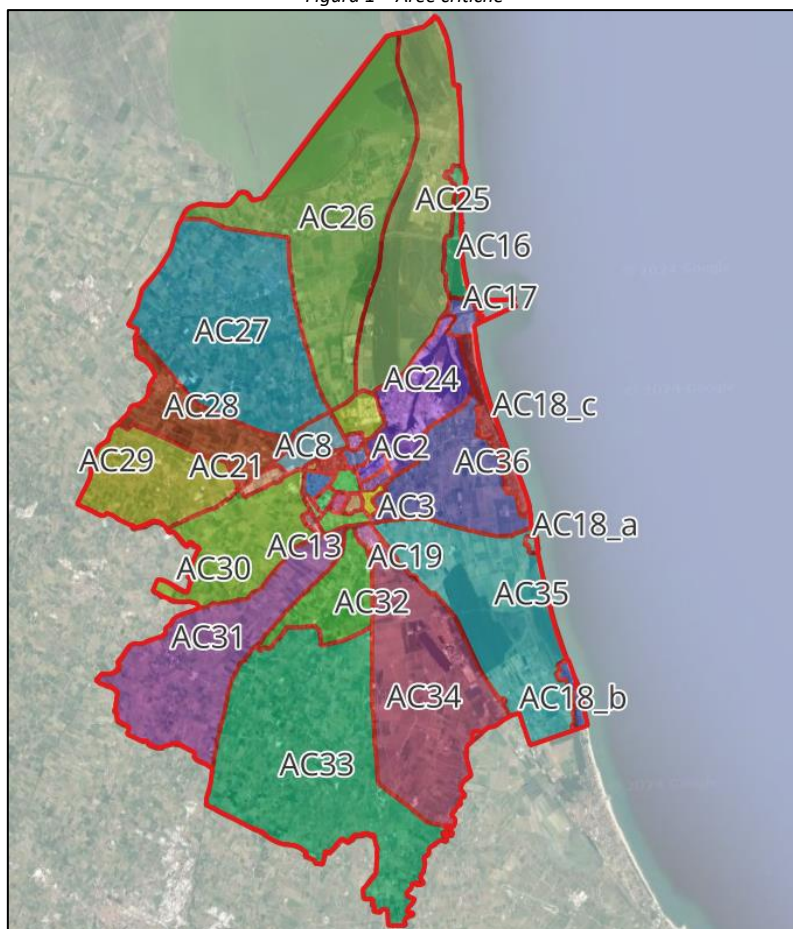 Figura 1 – Aree critiche
AC25
AC26
AC16
AC17
AC27
AC24
AC28
AC18_c
AC8
AC2
AC29
AC21
AC36
AC3
AC18_a
AC13
AC19
AC30
AC35
AC32
AC31
AC34
AC18_b
AC33